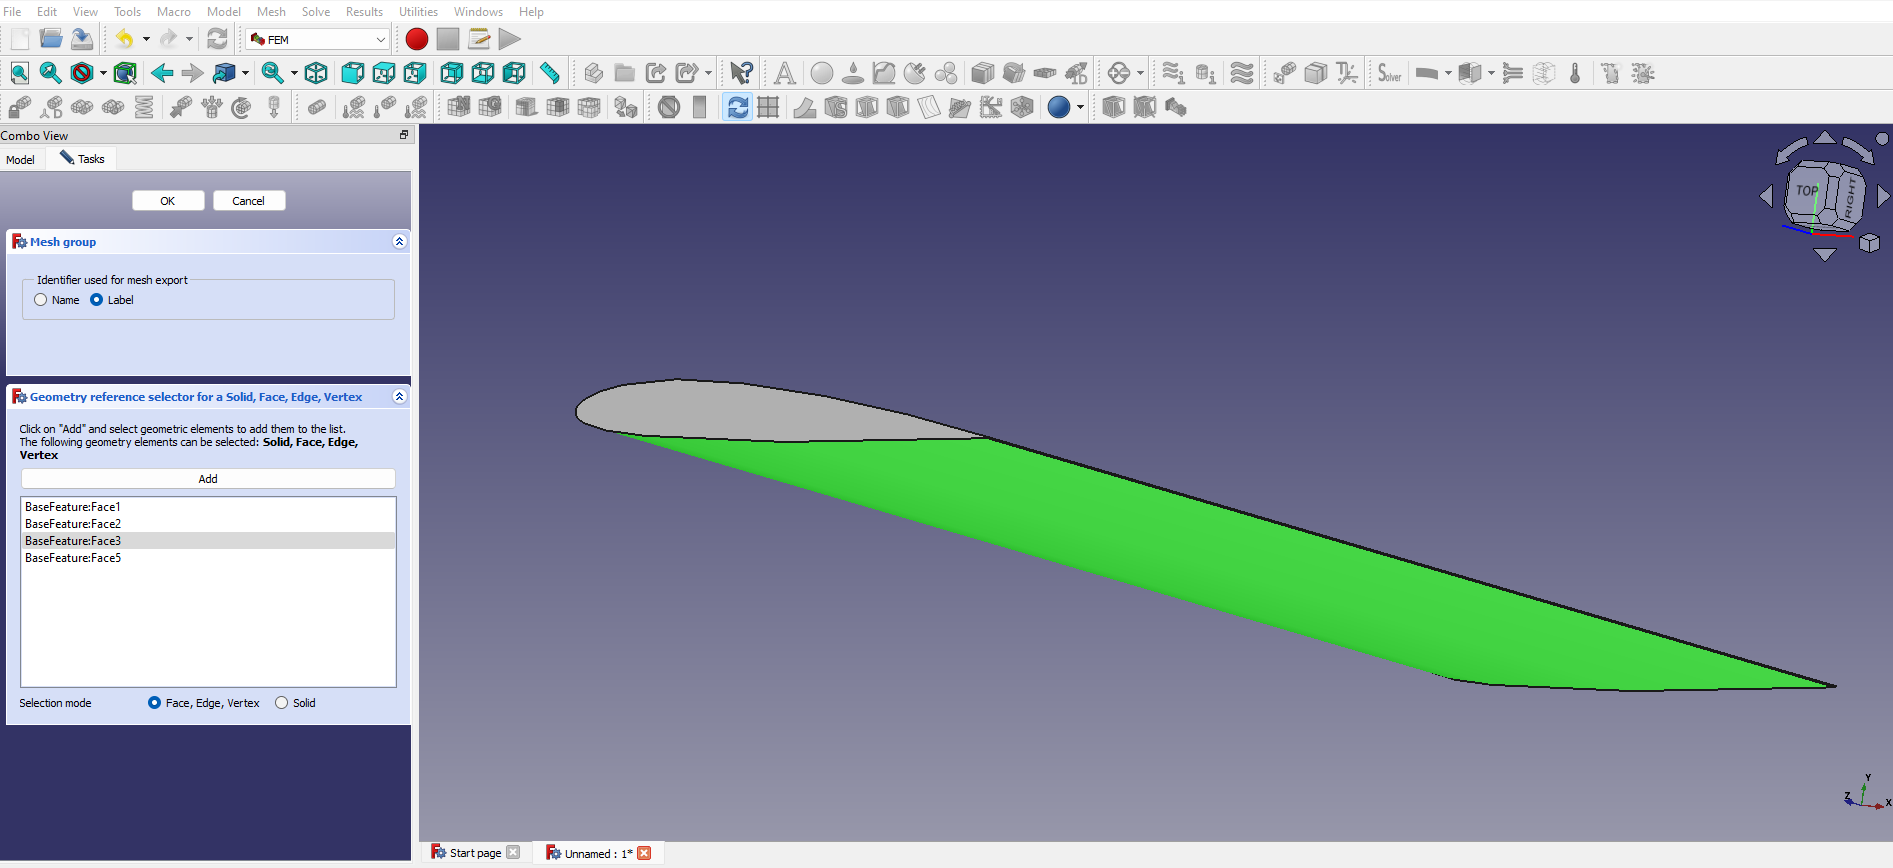 File Edit View Tools Macro Model Mesh Solve Results Utilities Windows Help
FEM
Solver
Combo View
Model Tasks
OK Cancel
Mesh group
Identifier used for mesh export
Name Label
Geometry reference selector for a Solid, Face, Edge, Vertex
Click on "Add" and select geometric elements to add them to the list.
The following geometry elements can be selected: Solid, Face, Edge,
Vertex
Add
BaseFeature:Face1
BaseFeature:Face2
BaseFeature:Face3
BaseFeature:Face5
Selection mode Face, Edge, Vertex Solid
TOP RIGHT
Y
Z
X
Start page Unnamed : 1*